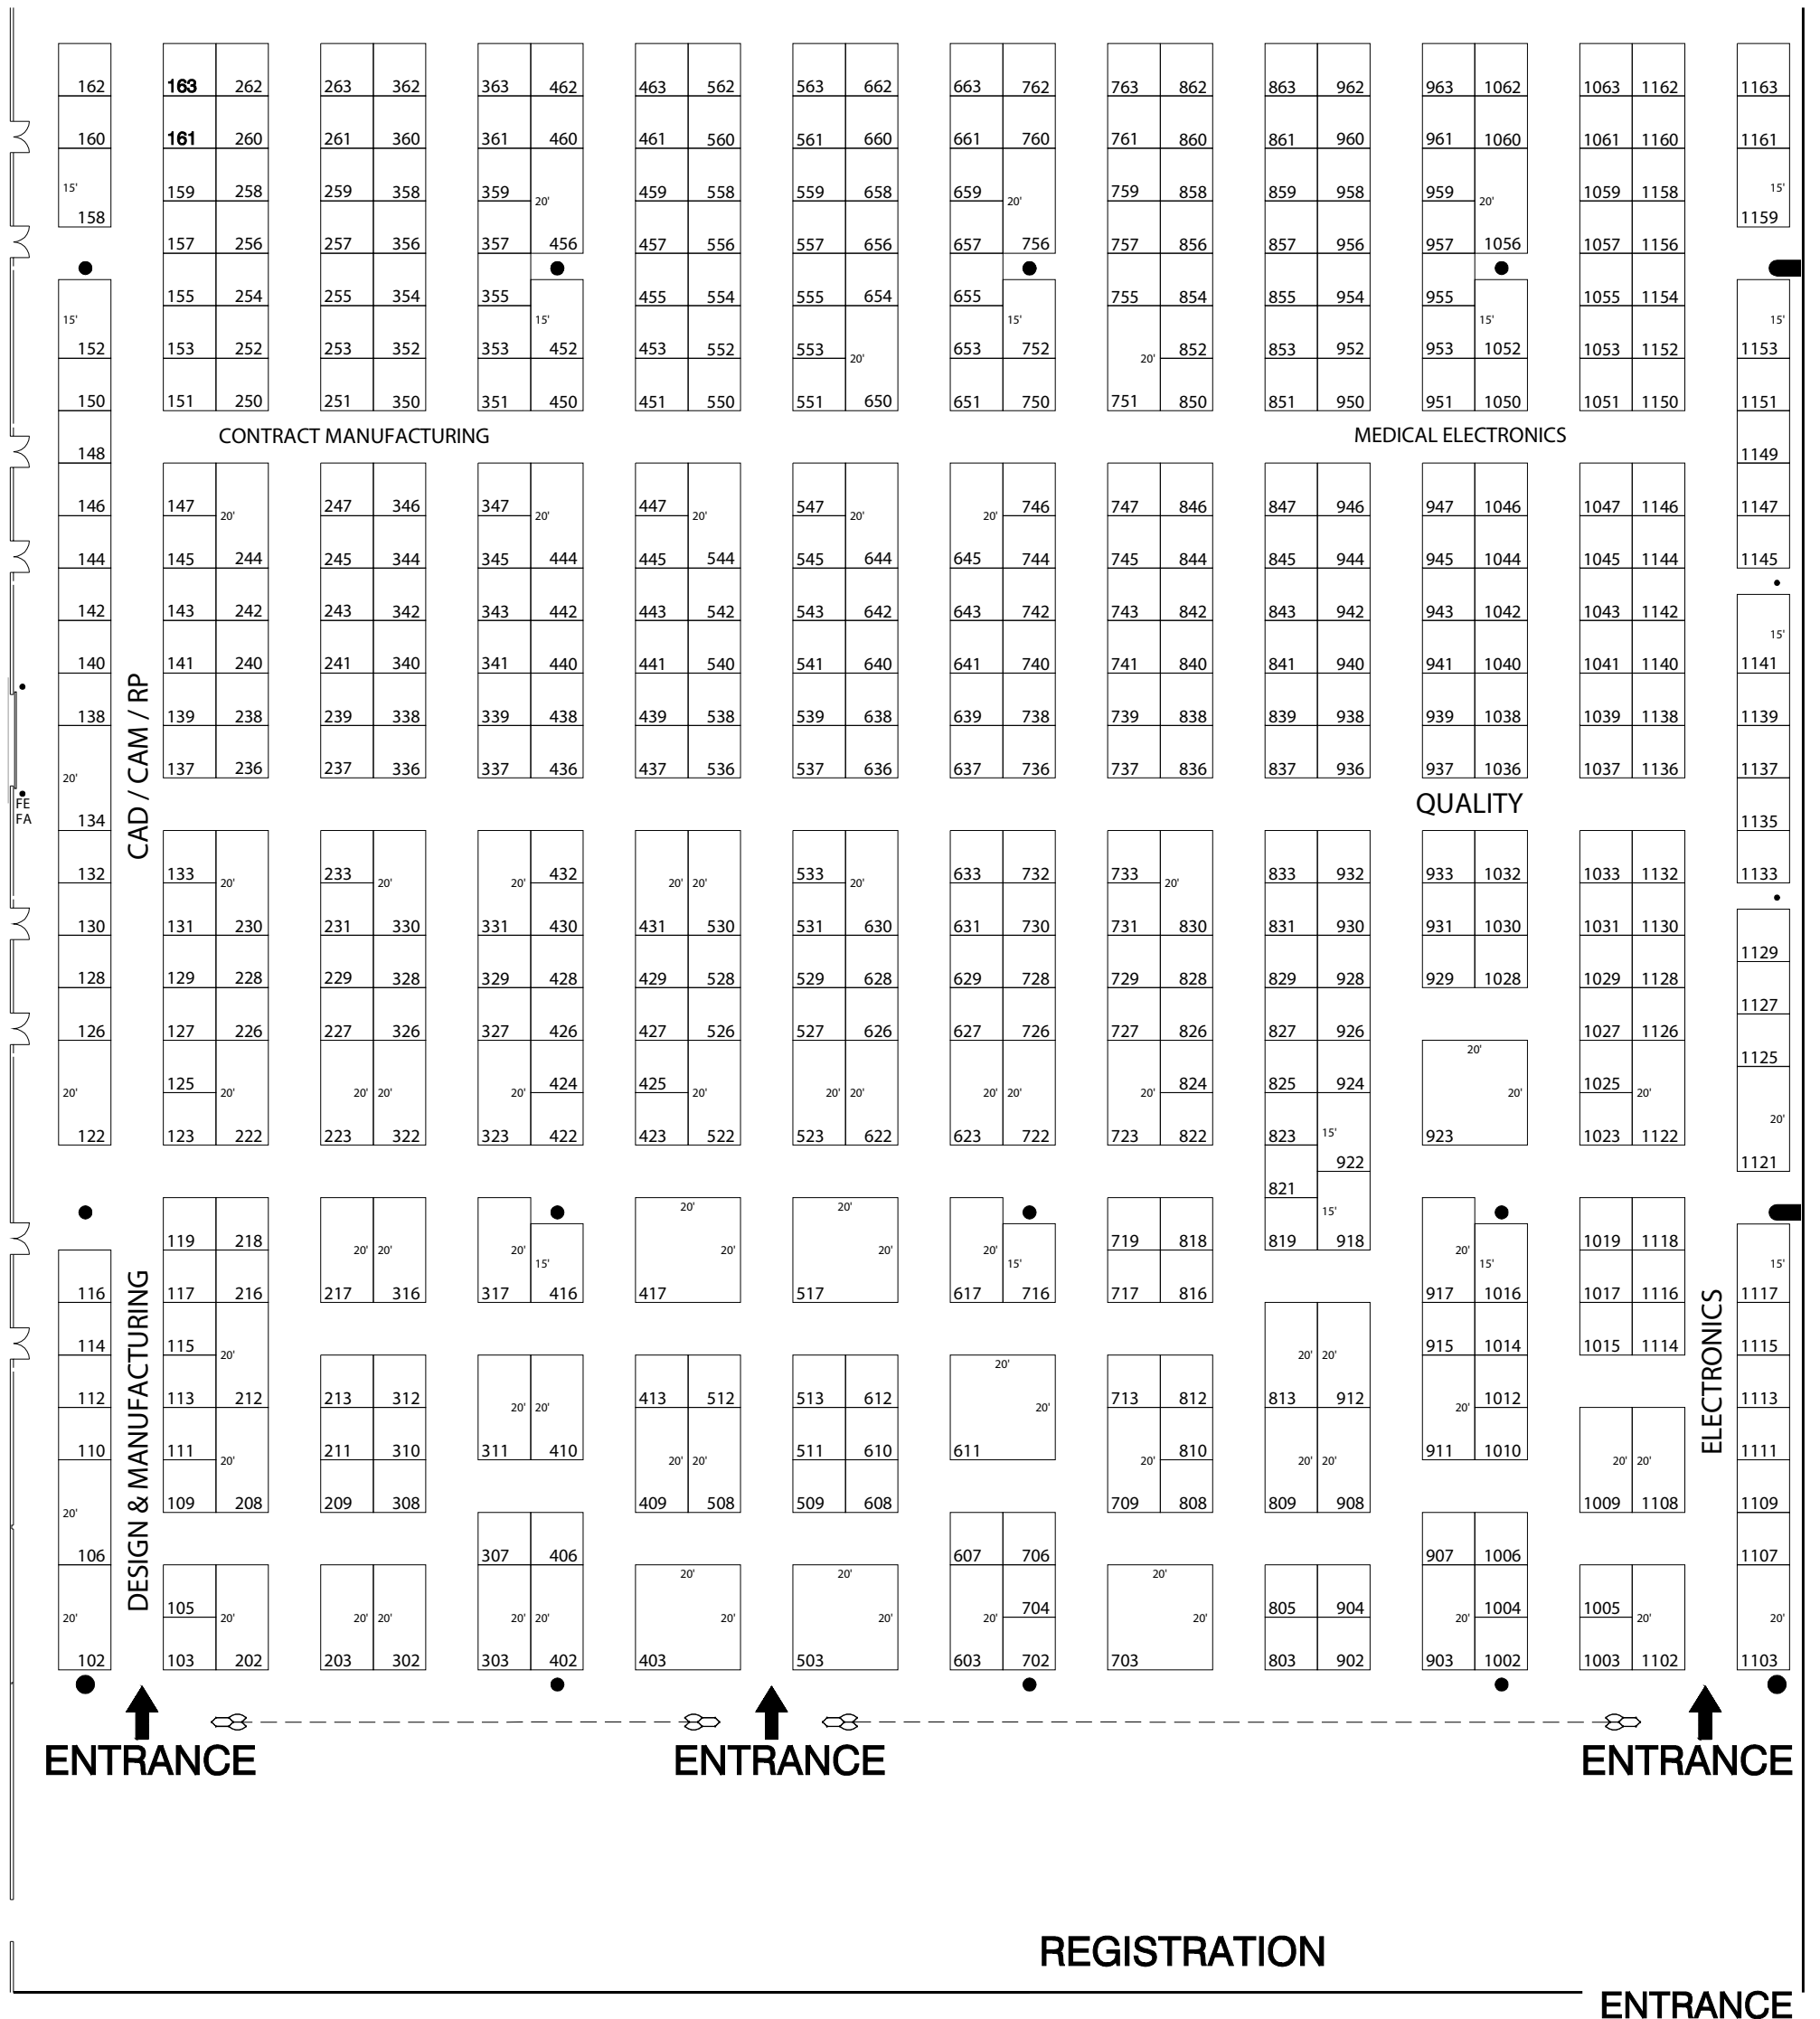 162 163 262 263 362 363 462 463 562 563 662 663 762 763 862 863 962 963 1062 1063 1162 1163
160 161 260 261 360 361 460 461 560 561 660 661 760 761 860 861 960 961 1060 1061 1160 1161
15' 159 258 259 358 359 20' 459 558 559 658 659 20' 759 858 859 958 959 20' 1059 1158 15'
158 1159
157 256 257 356 357 456 457 556 557 656 657 756 757 856 857 956 957 1056 1057 1156
155 254 255 354 355 455 554 555 654 655 755 854 855 954 955 1055 1154
15' 15' 15' 15' 15'
152 153 252 253 352 353 452 453 552 553 20' 653 752 20' 852 853 952 953 1052 1053 1152 1153
150 151 250 251 350 351 450 451 550 551 650 651 750 751 850 851 950 951 1050 1051 1150 1151
CONTRACT MANUFACTURING MEDICAL ELECTRONICS
148 1149
146 147 20' 247 346 347 20' 447 20' 547 20' 20' 746 747 846 847 946 947 1046 1047 1146 1147
144 145 244 245 344 345 444 445 544 545 644 645 744 745 844 845 944 945 1044 1045 1144 1145
142 143 242 243 342 343 442 443 542 543 642 643 742 743 842 843 942 943 1042 1043 1142
15'
140 141 240 241 340 341 440 441 540 541 640 641 740 741 840 841 940 941 1040 1041 1140 1141
138 139 238 239 338 339 438 439 538 539 638 639 738 739 838 839 938 939 1038 1039 1138 1139
CAD / CAM / RP
20' 137 236 237 336 337 436 437 536 537 636 637 736 737 836 837 936 937 1036 1037 1136 1137
QUALITY
FE
FA
134 1135
132 133 20' 233 20' 20' 432 20' 20' 533 20' 633 732 733 20' 833 932 933 1032 1033 1132 1133
130 131 230 231 330 331 430 431 530 531 630 631 730 731 830 831 930 931 1030 1031 1130
1129
128 129 228 229 328 329 428 429 528 529 628 629 728 729 828 829 928 929 1028 1029 1128
1127
126 127 226 227 326 327 426 427 526 527 626 627 726 727 826 827 926 1027 1126
20' 1125
125 424 425 824 825 924 1025
20' 20' 20' 20' 20' 20' 20' 20' 20' 20' 20' 20' 20' 20'
20'
122 123 222 223 322 323 422 423 522 523 622 623 722 723 822 823 15' 923 1023 1122
922 1121
821
20' 20' 15'
119 218 20' 20' 20' 20' 20' 20' 719 818 819 918 20' 1019 1118
15' 15' 15' 15'
116 117 216 217 316 317 416 417 517 617 716 717 816 917 1016 1017 1116 1117
DESIGN & MANUFACTURING
ELECTRONICS
114 115 20' 20' 20' 20' 915 1014 1015 1114 1115
112 113 212 213 312 20' 20' 413 512 513 612 20' 713 812 813 912 20' 1012 1113
110 111 20' 211 310 311 410 20' 20' 511 610 611 20' 810 20' 20' 911 1010 20' 20' 1111
20' 109 208 209 308 409 508 509 608 709 808 809 908 1009 1108 1109
106 307 406 607 706 907 1006 1107
20' 20' 20'
105 704 805 904 1004 1005
20' 20' 20' 20' 20' 20' 20' 20' 20' 20' 20' 20' 20'
102 103 202 203 302 303 402 403 503 603 702 703 803 902 903 1002 1003 1102 1103
ENTRANCE ENTRANCE ENTRANCE
REGISTRATION
ENTRANCE